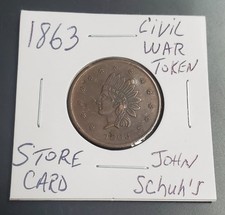 1863
CIVIL
WAR
TOKEN
STORE
CARD
JOHN
Schuh's